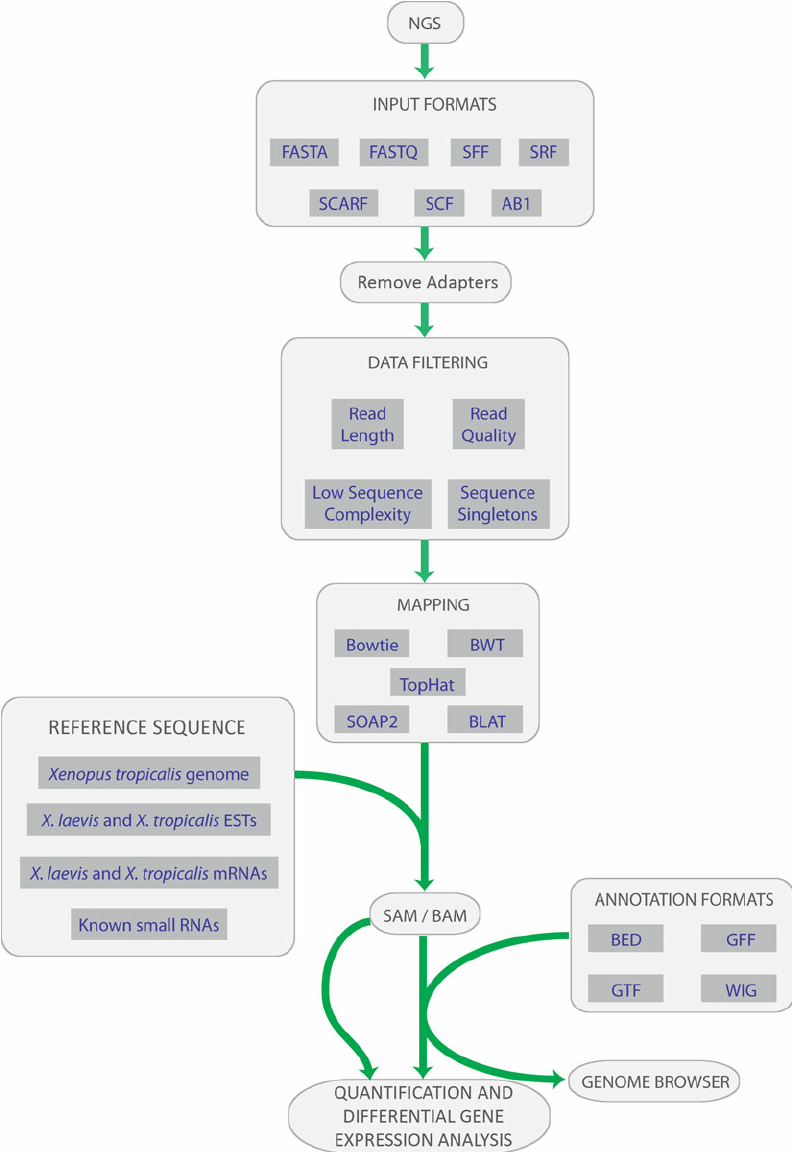 NGS
INPUT FORMATS
FASTA FASTQ SFF SRF
SCARF SCF AB1
Remove Adapters
DATA FILTERING
Read
Length
Read
Quality
Low Sequence
Complexity
Sequence
Singletons
MAPPING
Bowtie BWT
TopHat
SOAP2 BLAT
REFERENCE SEQUENCE
Xenopus tropicalis genome
X. laevis and X. tropicalis ESTs
X. laevis and X. tropicalis mRNAs
Known small RNAs
SAM / BAM
ANNOTATION FORMATS
BED GFF
GTF WIG
GENOME BROWSER
QUANTIFICATION AND
DIFFERENTIAL GENE
EXPRESSION ANALYSIS